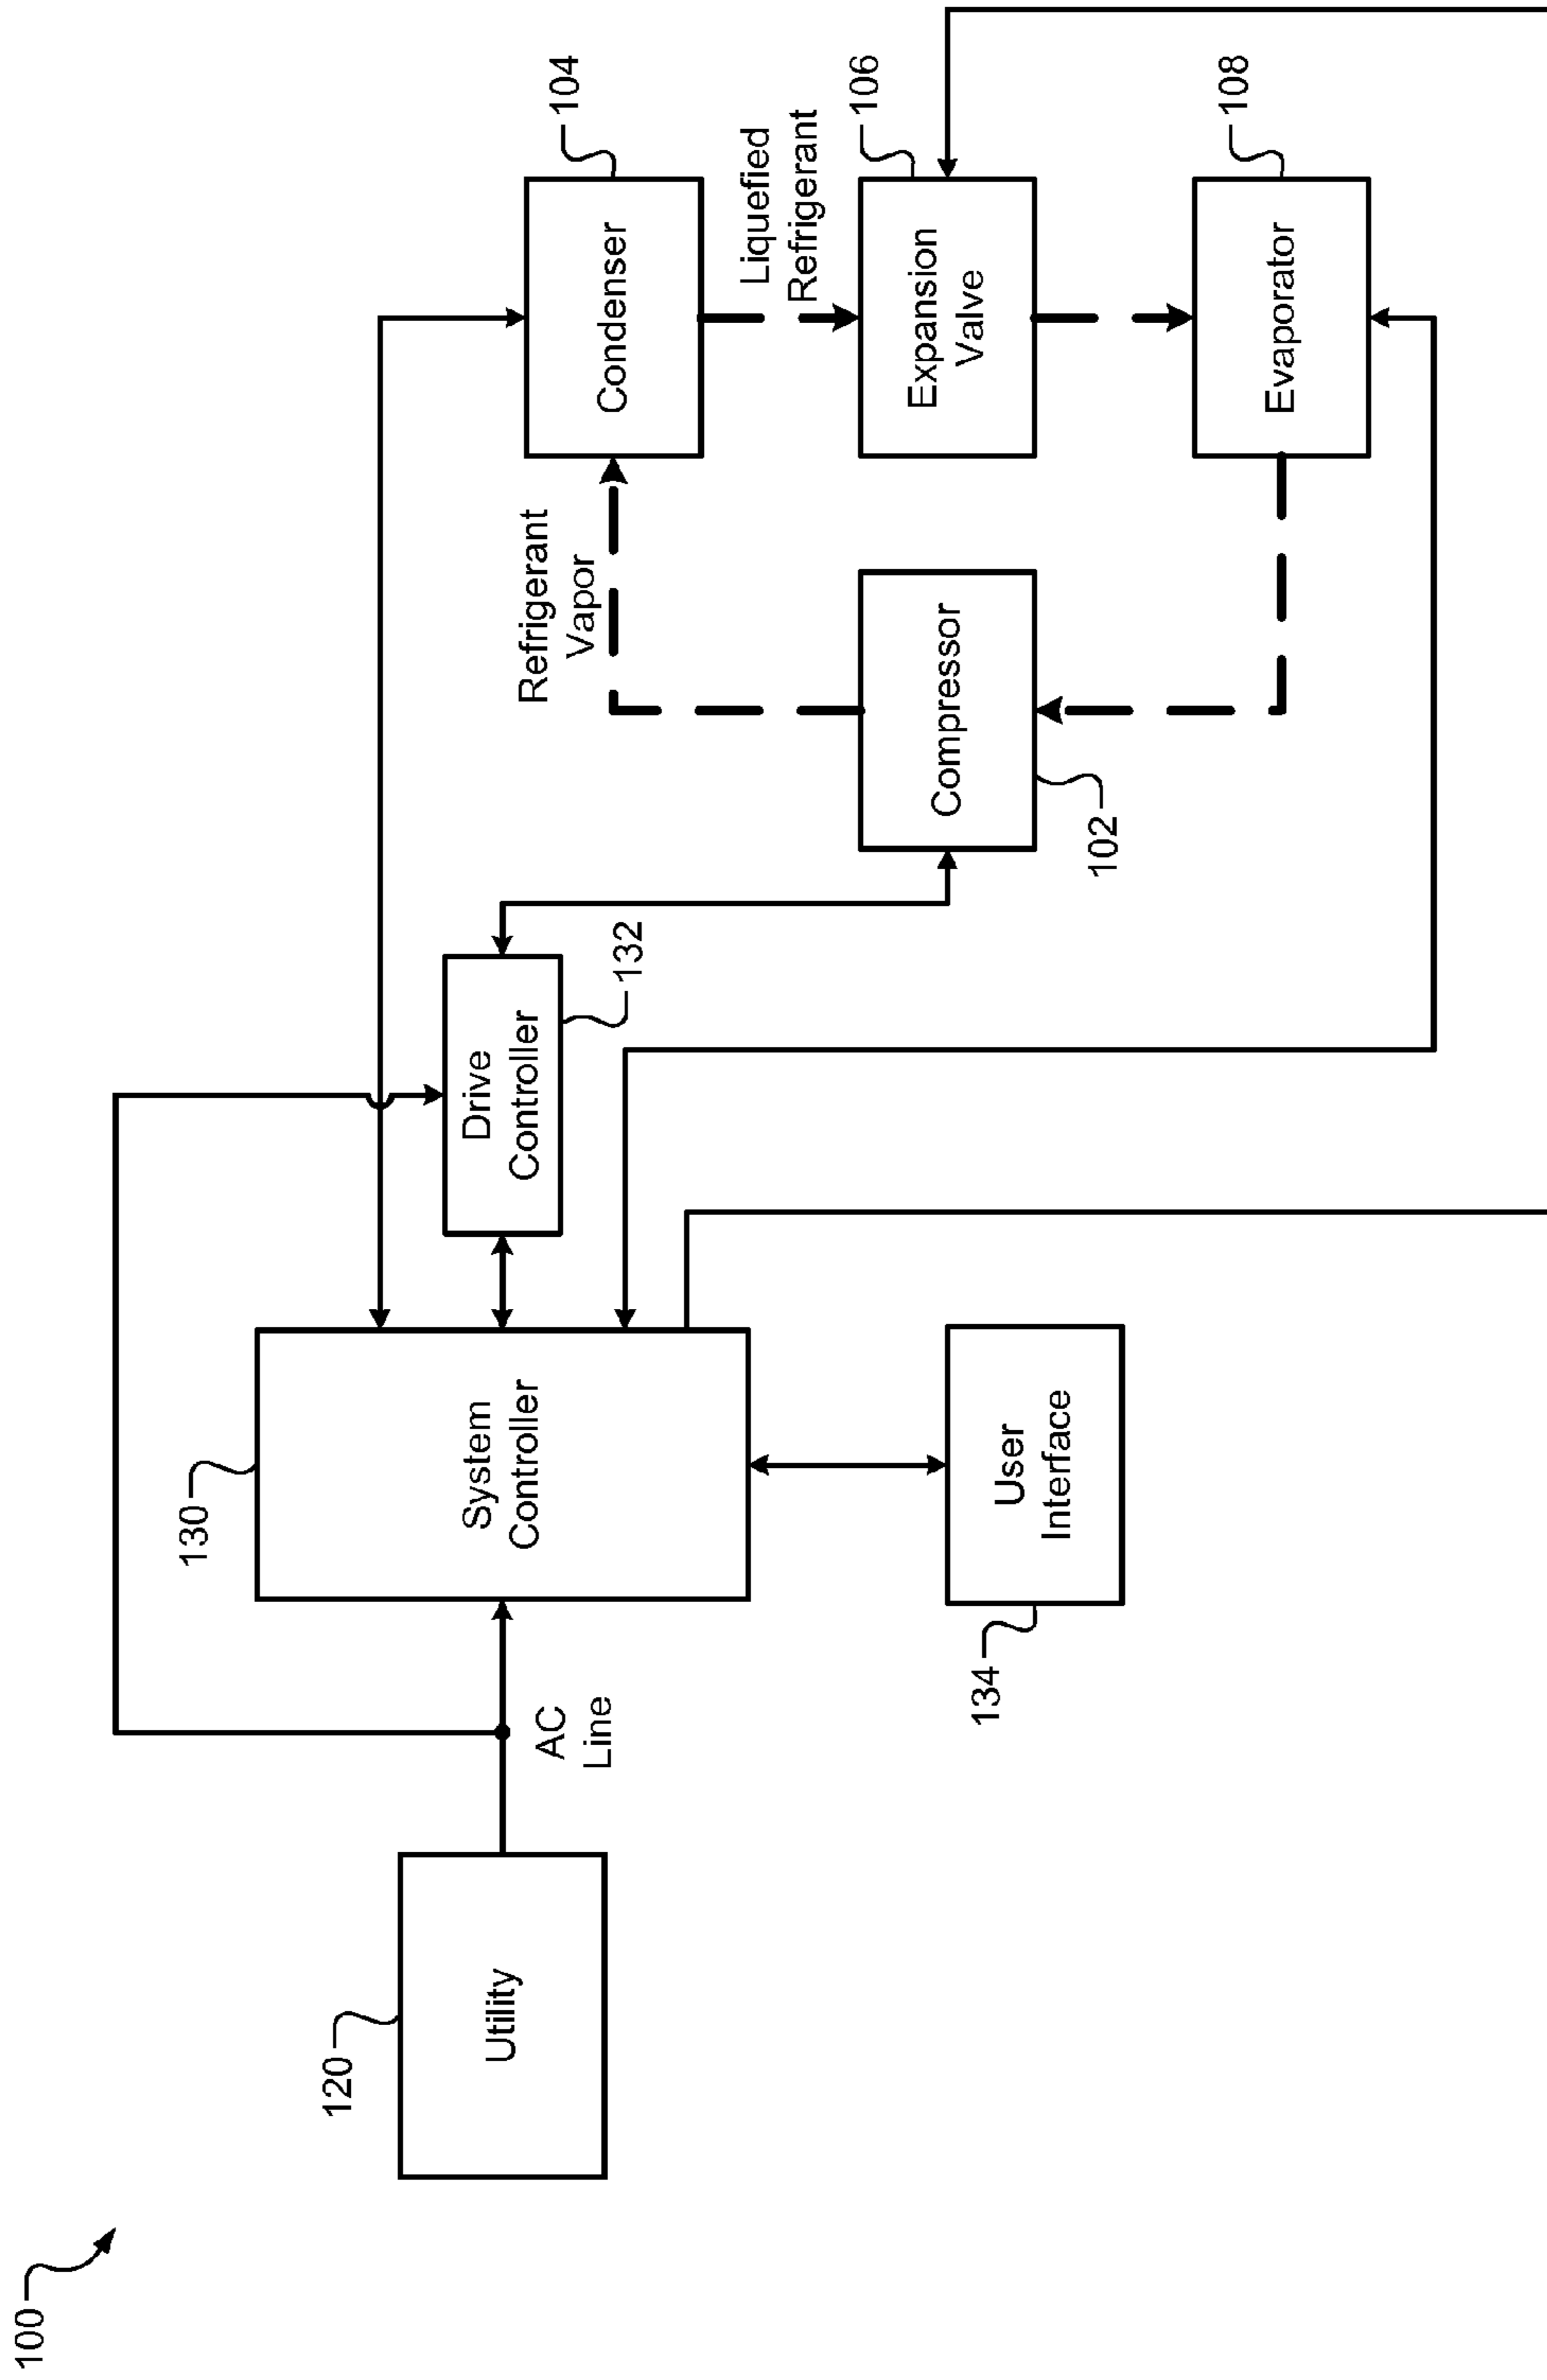 100
120
Utility
AC
Line
130
System
Controller
134
User
Interface
Drive
Controller
132
Compressor
102
Refrigerant
Vapor
Condenser
104
Liquefied
Refrigerant
Expansion
Valve
106
Evaporator
108